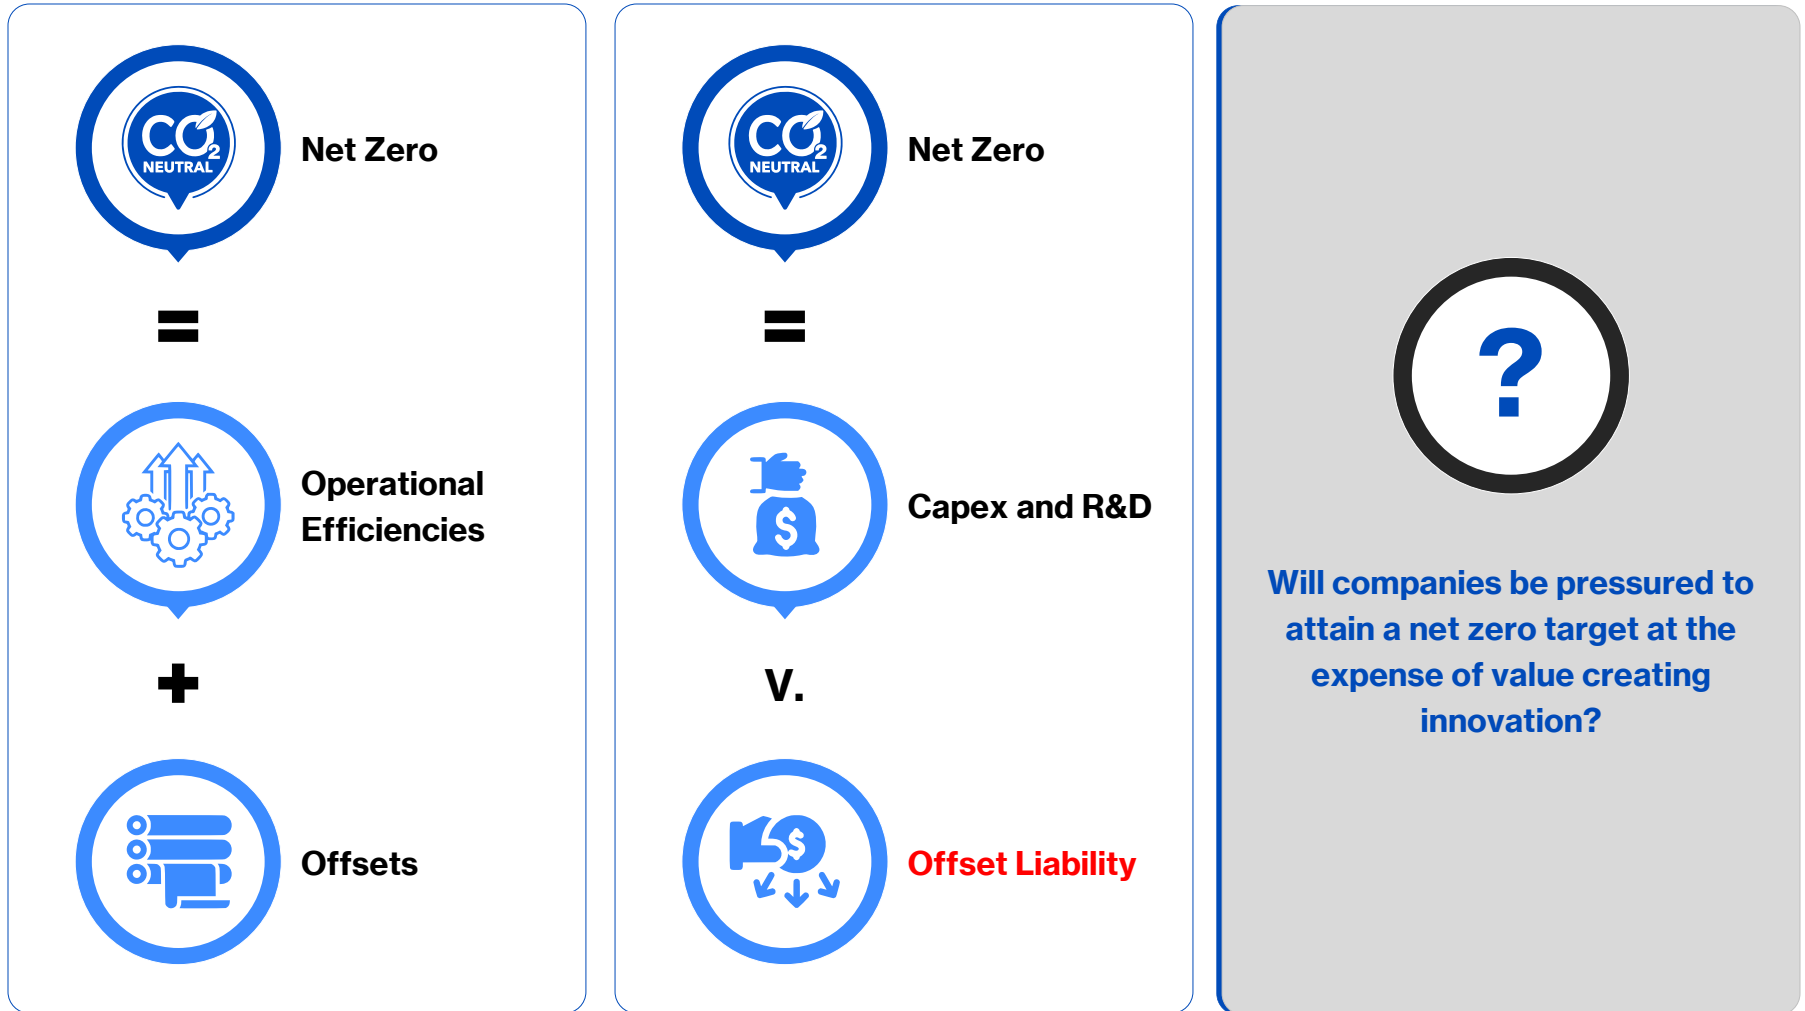 CO2
NEUTRAL
Net Zero
=
Operational
Efficiencies
+
Offsets
CO2
NEUTRAL
Net Zero
=
$
Capex and R&D
v.
$
Offset Liability
?
Will companies be pressured to
attain a net zero target at the
expense of value creating
innovation?